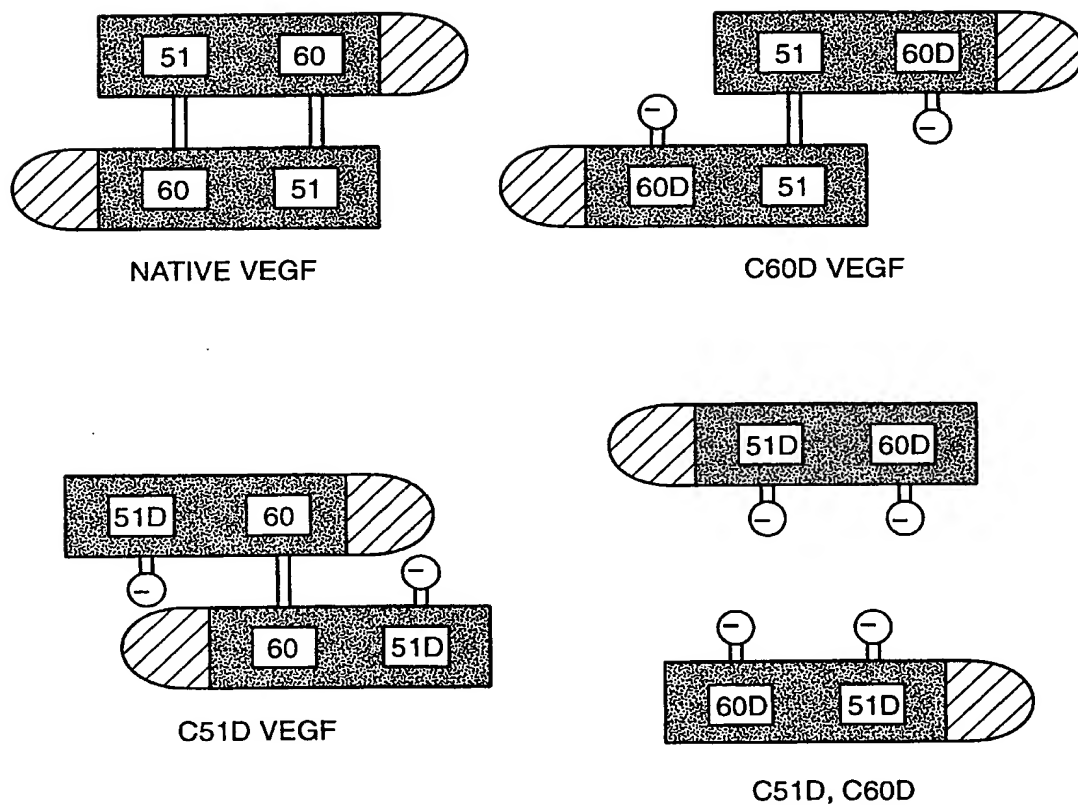 51 60
60 51
NATIVE VEGF
51 60D
−
−
60D 51
C60D VEGF
51D 60
−
−
60 51D
C51D VEGF
51D 60D
− −
− −
60D 51D
C51D, C60D